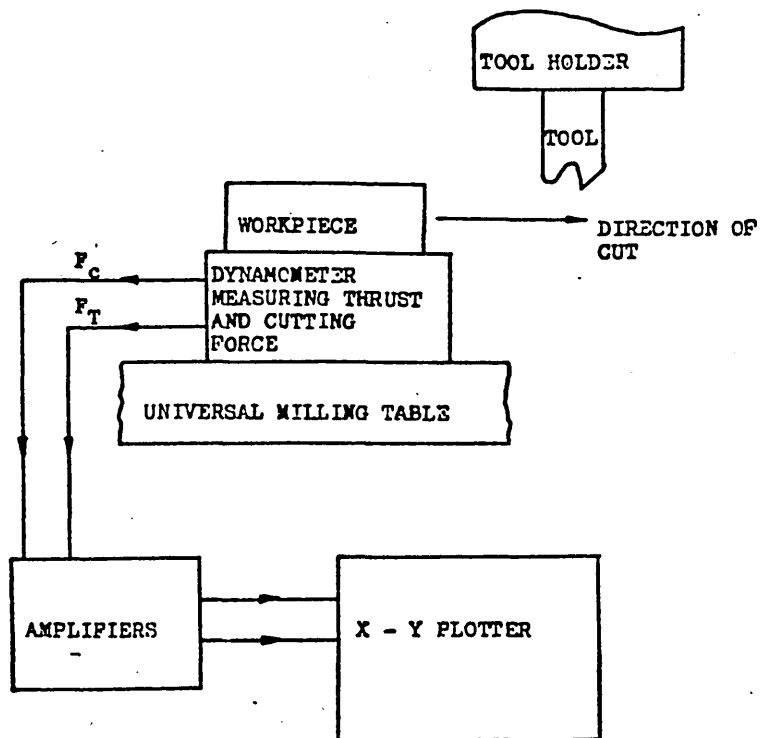 TOOL HOLDER
TOOL
WORKPIECE
DIRECTION OF
CUT
F_C
DYNAMOMETER
MEASURING THRUST
AND CUTTING
FORCE
F_T
UNIVERSAL MILLING TABLE
AMPLIFIERS
X - Y PLOTTER